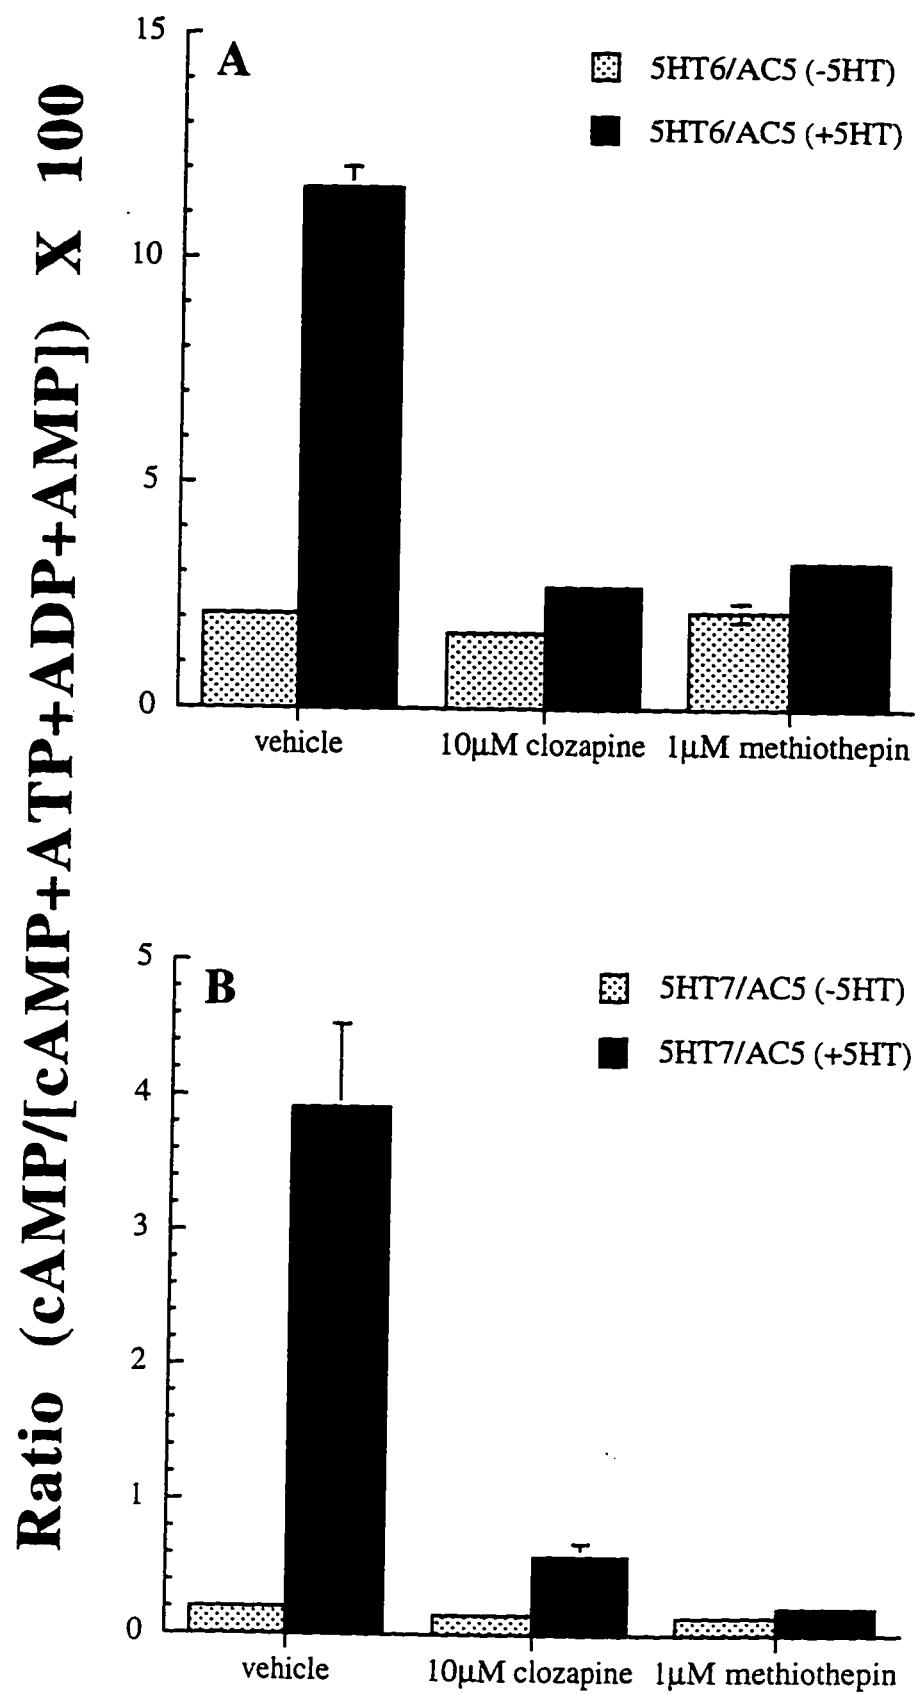 Ratio (cAMP/[cAMP+ATP+ADP+AMP]) X 100
A
5HT6/AC5 (-5HT)
5HT6/AC5 (+5HT)
15
10
5
0
vehicle
10µM clozapine
1µM methiothepin
B
5HT7/AC5 (-5HT)
5HT7/AC5 (+5HT)
5
4
3
2
1
0
vehicle
10µM clozapine
1µM methiothepin